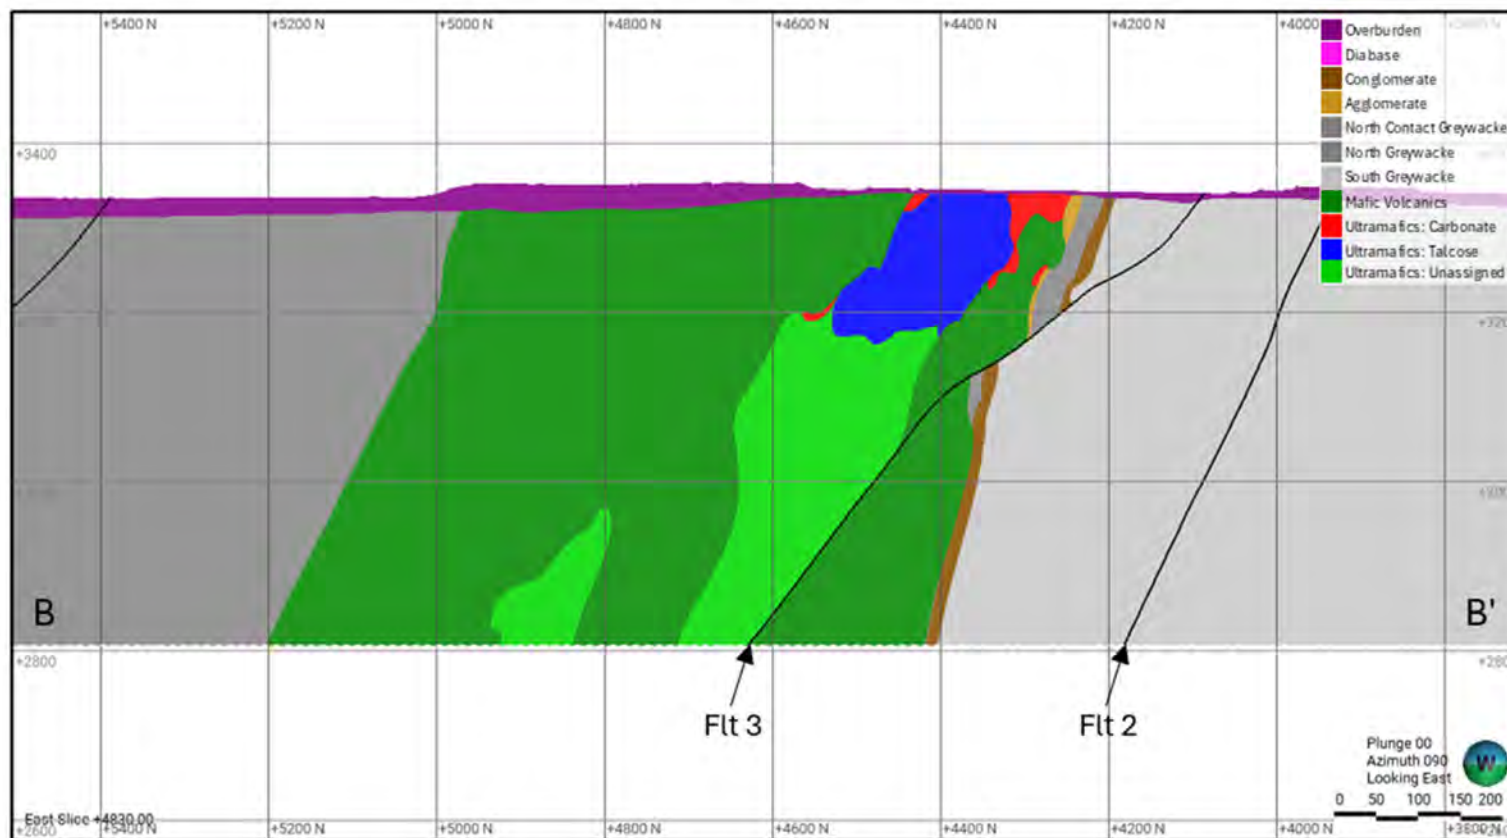 +5400 N +5200 N +5000 N +4800 N +4600 N +4400 N +4200 N +4000
Overburden
Diabase
Conglomerate
Agglomerate
North Contact Greywacke
North Greywacke
South Greywacke
Mafic Volcanics
Ultramafics: Carbonate
Ultramafics: Talcose
Ultramafics: Unassigned
+3400
B B'
+2800
Flt 3 Flt 2
Plunge 00
Azimuth 090
Looking East
W
0 50 100 150 200
East Slice +4830.00
+2600 +5400 N +5200 N +5000 N +4800 N +4600 N +4400 N +4200 N +4000 N